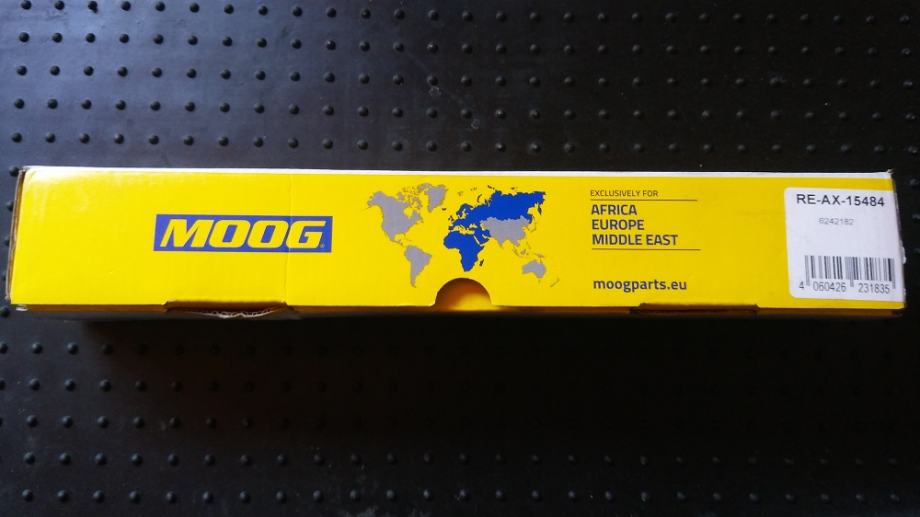 MOOG
EXCLUSIVELY FOR
AFRICA
EUROPE
MIDDLE EAST
moogparts.eu
RE-AX-15484
6242182
4 060426 231835